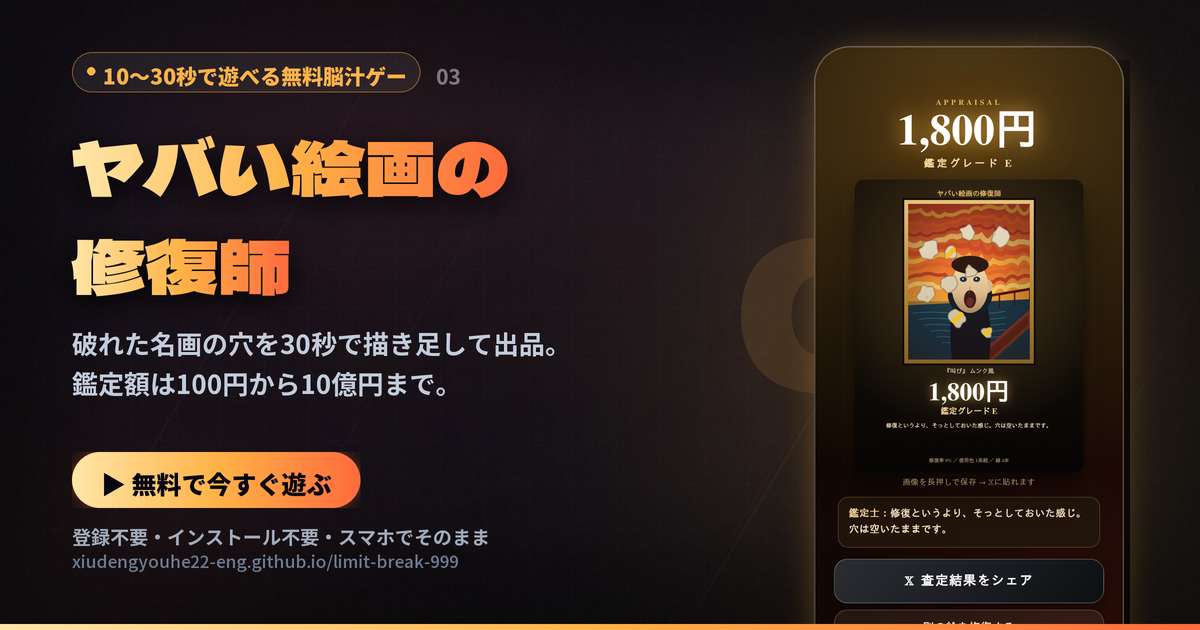 10〜30秒で遊べる無料脳汁ゲー
03
ヤバい絵画の
修復師
破れた名画の穴を30秒で描き足して出品。
鑑定額は100円から10億円まで。
▶ 無料で今すぐ遊ぶ
登録不要・インストール不要・スマホでそのまま
xiudengyouhe22-eng.github.io/limit-break-999
APPRAISAL
1,800円
鑑定グレード E
ヤバい絵画の修復師
『叫び』ムンク風
1,800円
鑑定グレード E
修復というより、そっとしておいた感じ。穴は空いたままです。
画像を長押しで保存 → Xに貼れます
鑑定士：修復というより、そっとしておいた感じ。
穴は空いたままです。
𝕏 査定結果をシェア